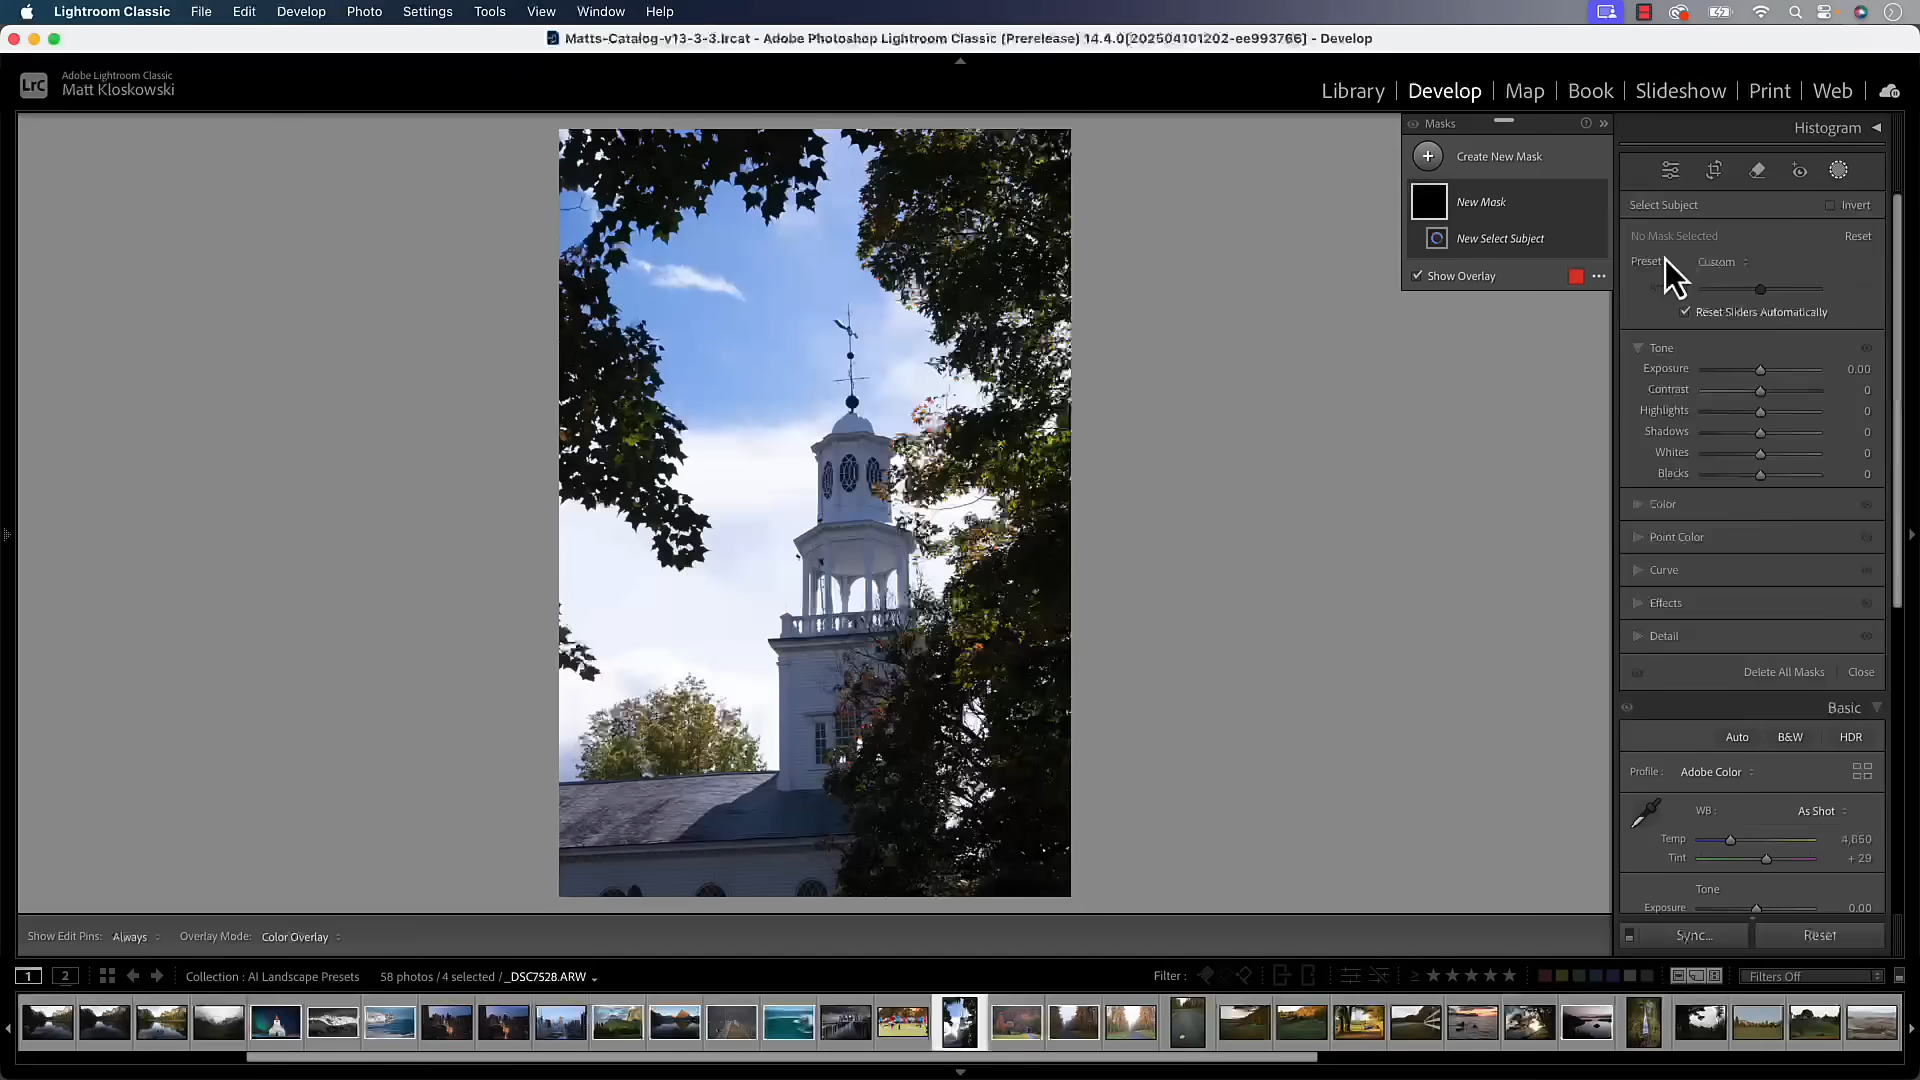 Lightroom Classic File Edit Develop Photo Settings Tools View Window Help
Matts-Catalog-v13-3-3.lrcat - Adobe Photoshop Lightroom Classic (Prerelease) 14.4.0[202504101202-ee993766] - Develop
LrC
Adobe Lightroom Classic
Matt Kloskowski
Library | Develop | Map | Book | Slideshow | Print | Web
Masks
Create New Mask
New Mask
New Select Subject
Show Overlay
Histogram
Select Subject Invert
No Mask Selected Reset
Preset Custom
Reset Sliders Automatically
Tone
Exposure 0.00
Contrast 0
Highlights 0
Shadows 0
Whites 0
Blacks 0
Color
Point Color
Curve
Effects
Detail
Delete All Masks Close
Basic
Auto B&W HDR
Profile : Adobe Color
WB : As Shot
Temp 4,650
Tint + 29
Tone
Exposure 0.00
Sync... Reset
Show Edit Pins: Always Overlay Mode: Color Overlay
1 2 Collection : AI Landscape Presets 58 photos / 4 selected / _DSC7528.ARW Filter : Filters Off